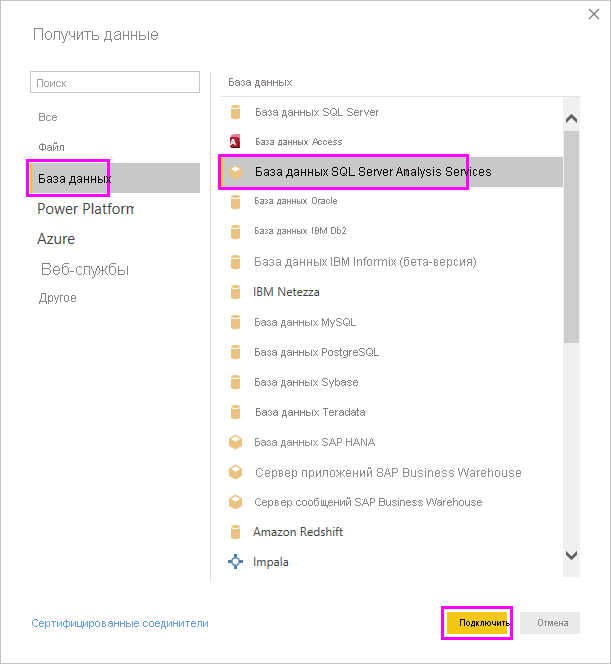 Получить данные
Поиск
Все
Файл
База данных
Power Platform
Azure
Веб-службы
Другое
База данных
База данных SQL Server
База данных Access
База данных SQL Server Analysis Services
База данных Oracle
База данных IBM Db2
База данных IBM Informix (бета-версия)
IBM Netezza
База данных MySQL
База данных PostgreSQL
База данных Sybase
База данных Teradata
База данных SAP HANA
Сервер приложений SAP Business Warehouse
Сервер сообщений SAP Business Warehouse
Amazon Redshift
Impala
Сертифицированные соединители
Подключить
Отмена